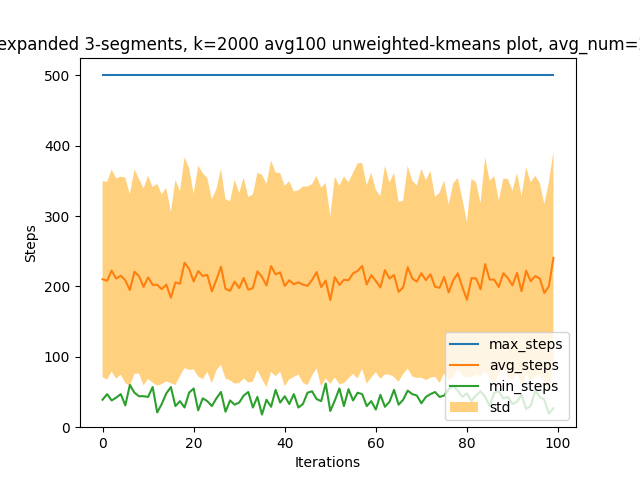 expanded 3-segments, k=2000 avg100 unweighted-kmeans plot, avg_num=
500
400
300
200
100
0
Steps
max_steps
avg_steps
min_steps
std
0 20 40 60 80 100
Iterations